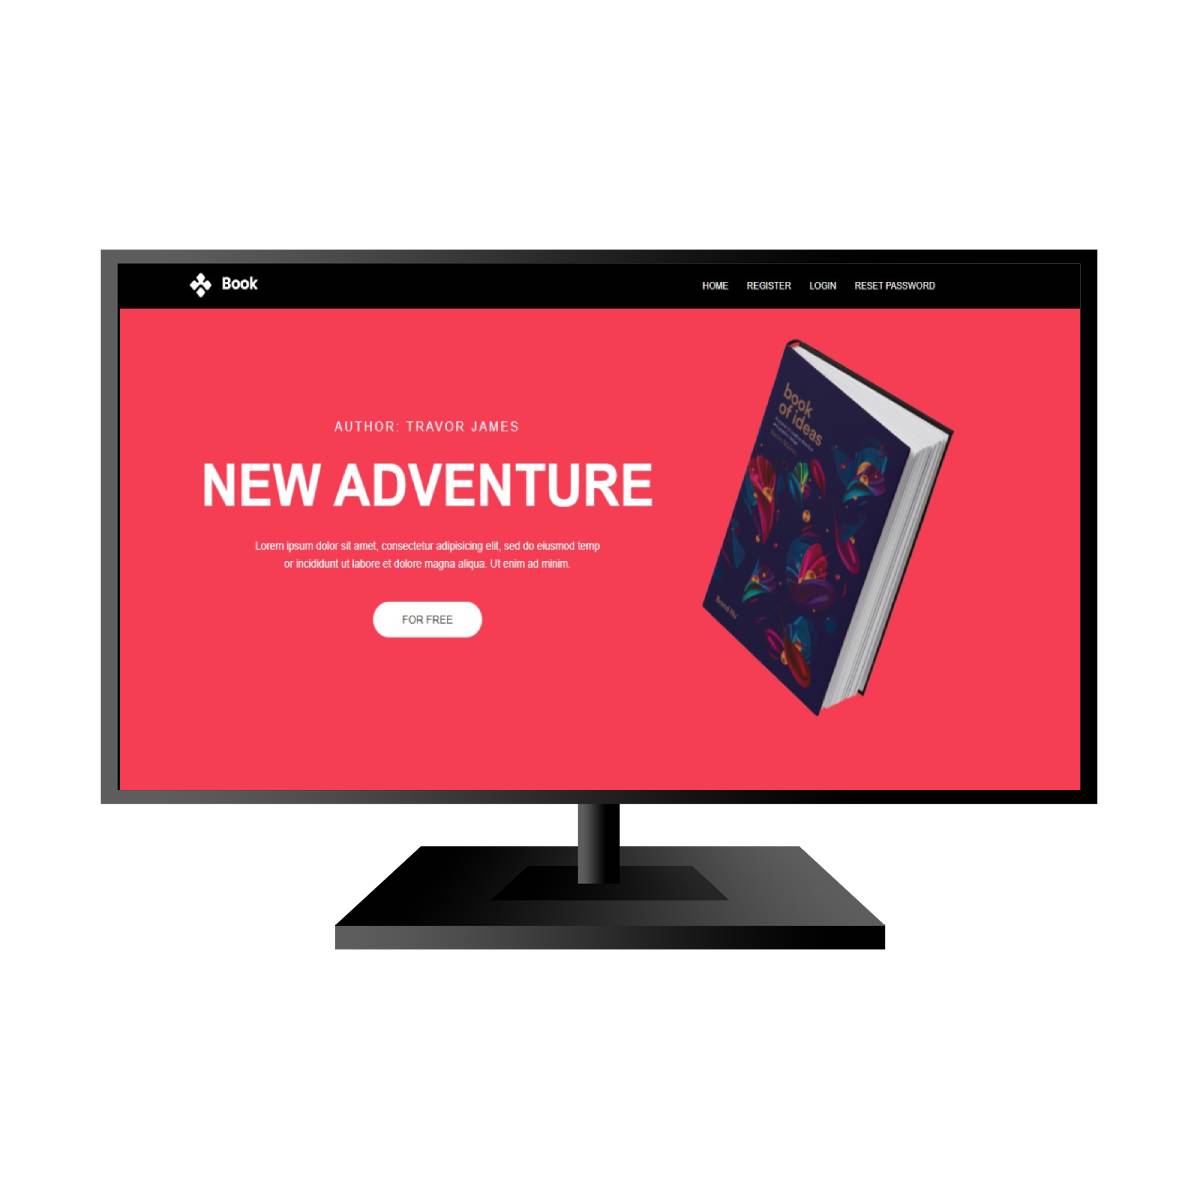 Book
HOME REGISTER LOGIN RESET PASSWORD
AUTHOR: TRAVOR JAMES
NEW ADVENTURE
Lorem ipsum dolor sit amet, consectetur adipisicing elit, sed do eiusmod temp
or incididunt ut labore et dolore magna aliqua. Ut enim ad minim.
FOR FREE
book
of ideas